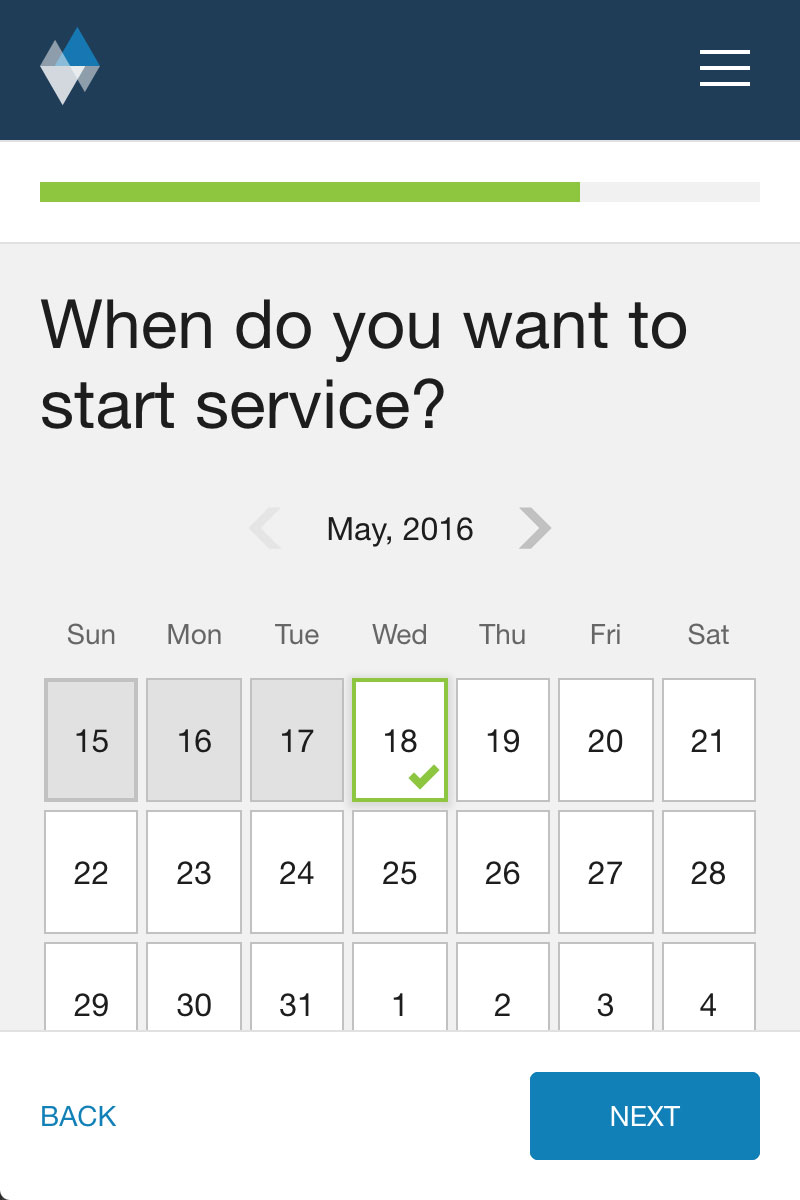 When do you want to
start service?
May, 2016
Sun Mon Tue Wed Thu Fri Sat
15 16 17 18 19 20 21
22 23 24 25 26 27 28
29 30 31 1 2 3 4
BACK NEXT